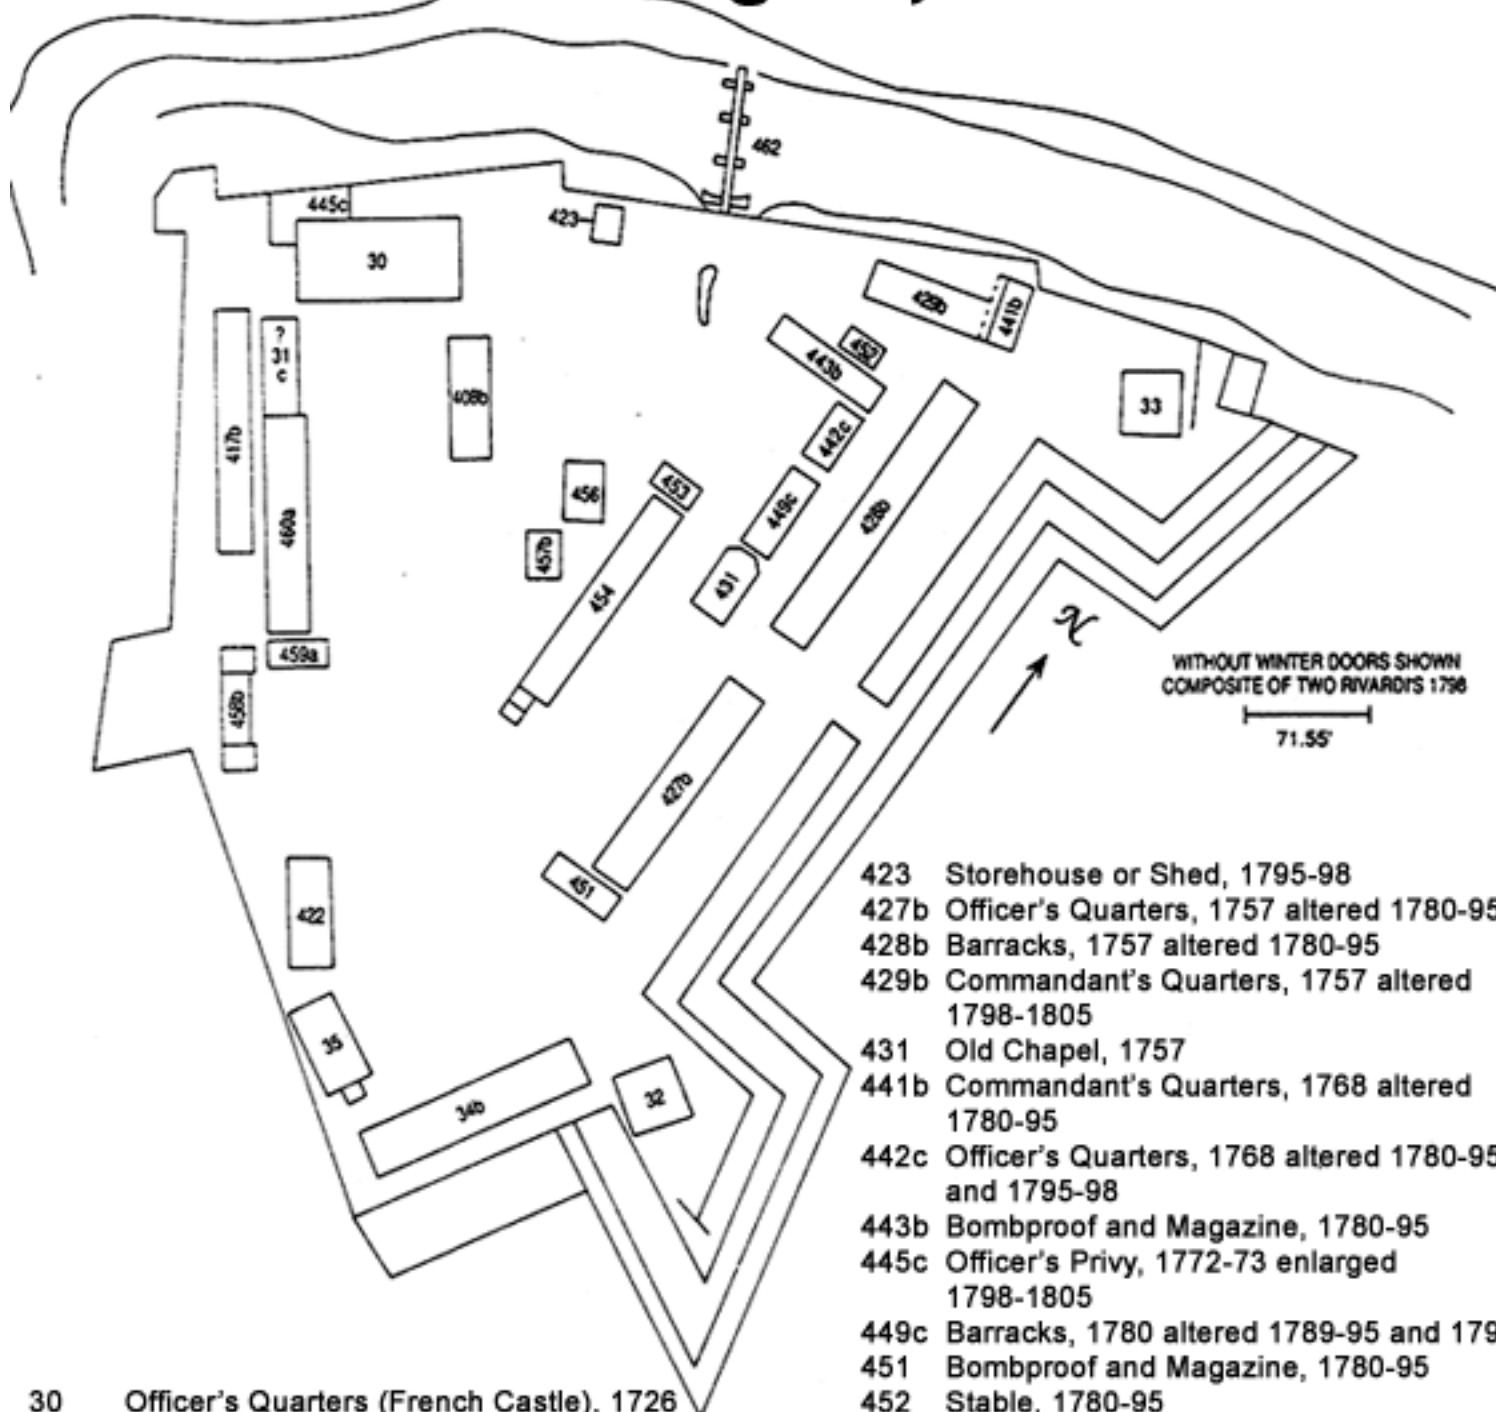 462
445c
423
30
429b
441b
?
31
c
452
443b
408b
33
417b
442c
453
456
449c
428b
460a
457b
431
454
N
459a
WITHOUT WINTER DOORS SHOWN
COMPOSITE OF TWO RIVARDI'S 1798
71.55'
458b
427b
451
422
35
34b
32
423 Storehouse or Shed, 1795-98
427b Officer's Quarters, 1757 altered 1780-95
428b Barracks, 1757 altered 1780-95
429b Commandant's Quarters, 1757 altered
1798-1805
431 Old Chapel, 1757
441b Commandant's Quarters, 1768 altered
1780-95
442c Officer's Quarters, 1768 altered 1780-95
and 1795-98
443b Bombproof and Magazine, 1780-95
445c Officer's Privy, 1772-73 enlarged
1798-1805
449c Barracks, 1780 altered 1789-95 and 179
451 Bombproof and Magazine, 1780-95
30 Officer's Quarters (French Castle), 1726
452 Stable, 1780-95